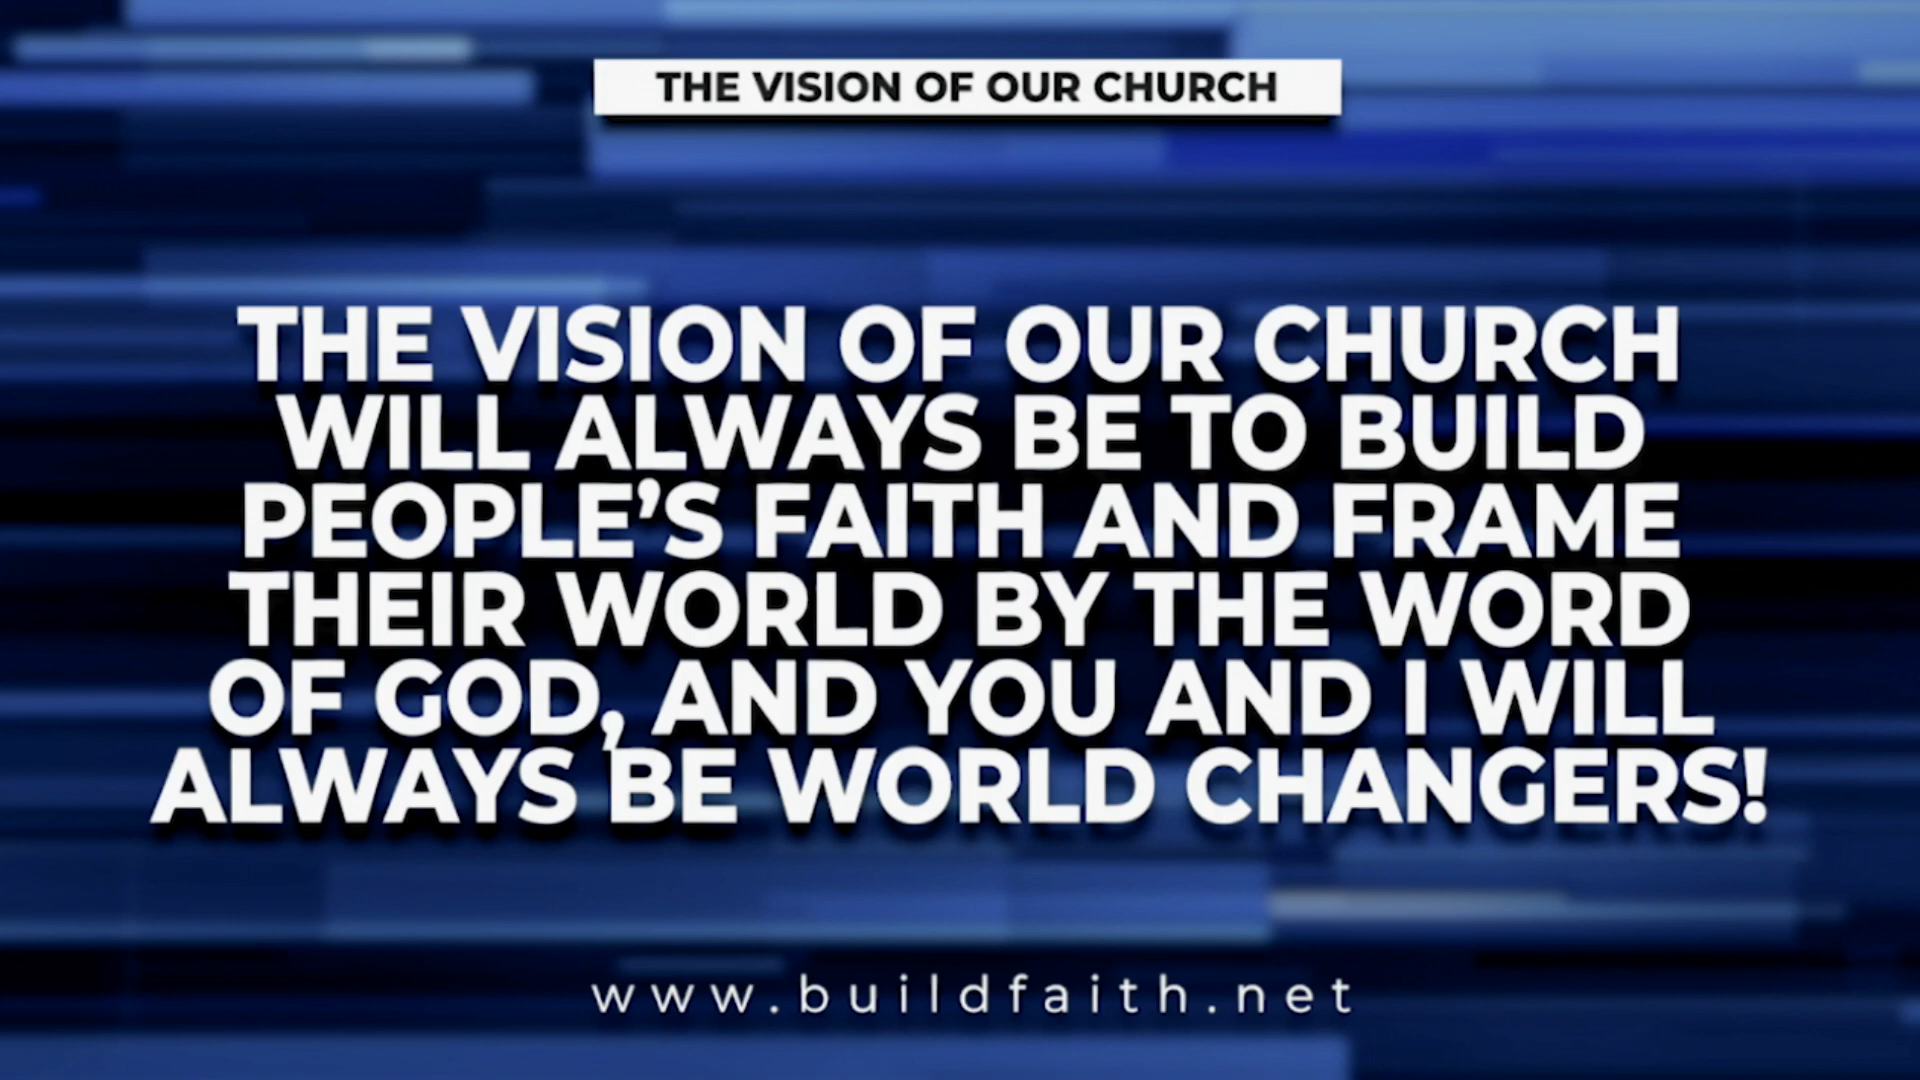 THE VISION OF OUR CHURCH
THE VISION OF OUR CHURCH
WILL ALWAYS BE TO BUILD
PEOPLE’S FAITH AND FRAME
THEIR WORLD BY THE WORD
OF GOD, AND YOU AND I WILL
ALWAYS BE WORLD CHANGERS!
www.buildfaith.net